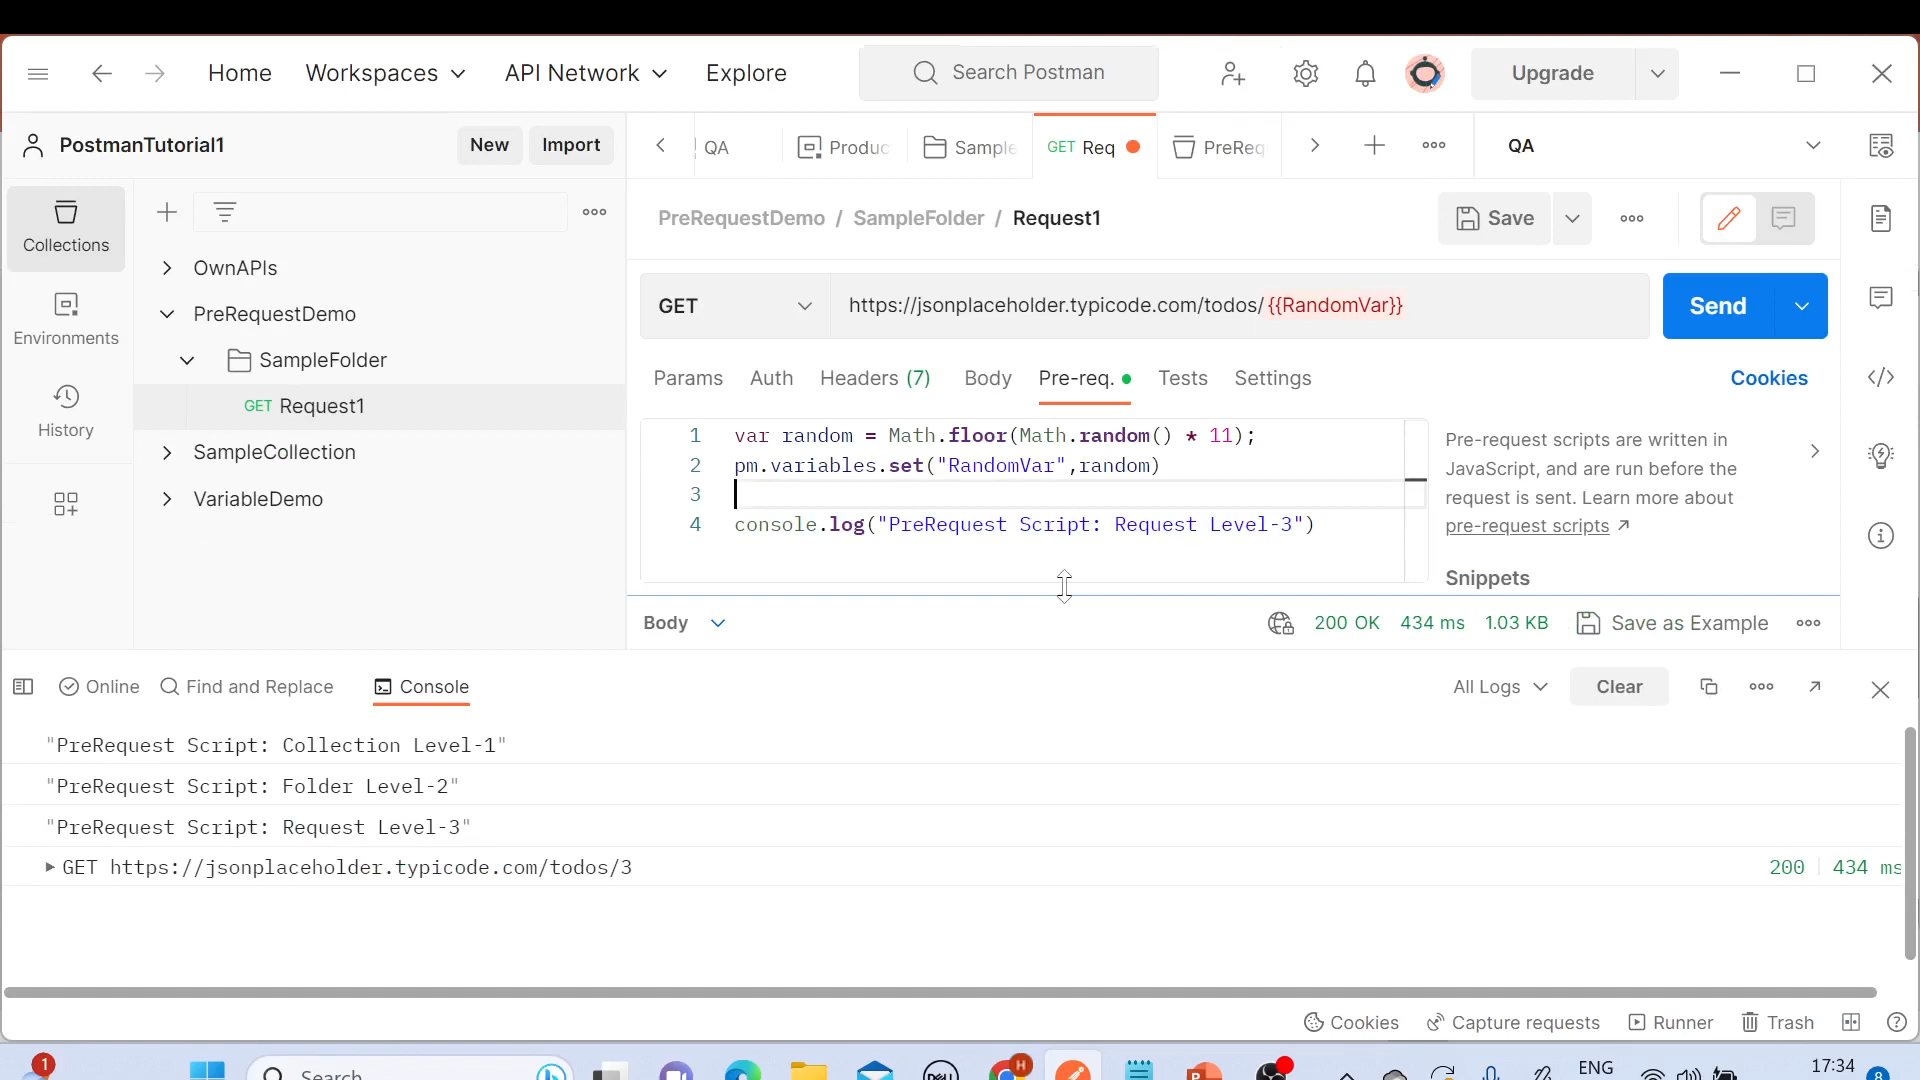 Home Workspaces API Network Explore Search Postman Upgrade
PostmanTutorial1 New Import QA Produc Sample GET Req PreReq QA
Collections
Environments
History
OwnAPIs
PreRequestDemo
SampleFolder
GET Request1
SampleCollection
VariableDemo
PreRequestDemo / SampleFolder / Request1 Save
GET https://jsonplaceholder.typicode.com/todos/{{RandomVar}} Send
Params Auth Headers (7) Body Pre-req. Tests Settings Cookies
1 var random = Math.floor(Math.random() * 11);
2 pm.variables.set("RandomVar",random)
3
4 console.log("PreRequest Script: Request Level-3")
Pre-request scripts are written in
JavaScript, and are run before the
request is sent. Learn more about
pre-request scripts
Snippets
Body 200 OK 434 ms 1.03 KB Save as Example
Online Find and Replace Console All Logs Clear
"PreRequest Script: Collection Level-1"
"PreRequest Script: Folder Level-2"
"PreRequest Script: Request Level-3"
GET https://jsonplaceholder.typicode.com/todos/3 200 434 ms
Cookies Capture requests Runner Trash
1 Search DELL H P ENG 17:34 8